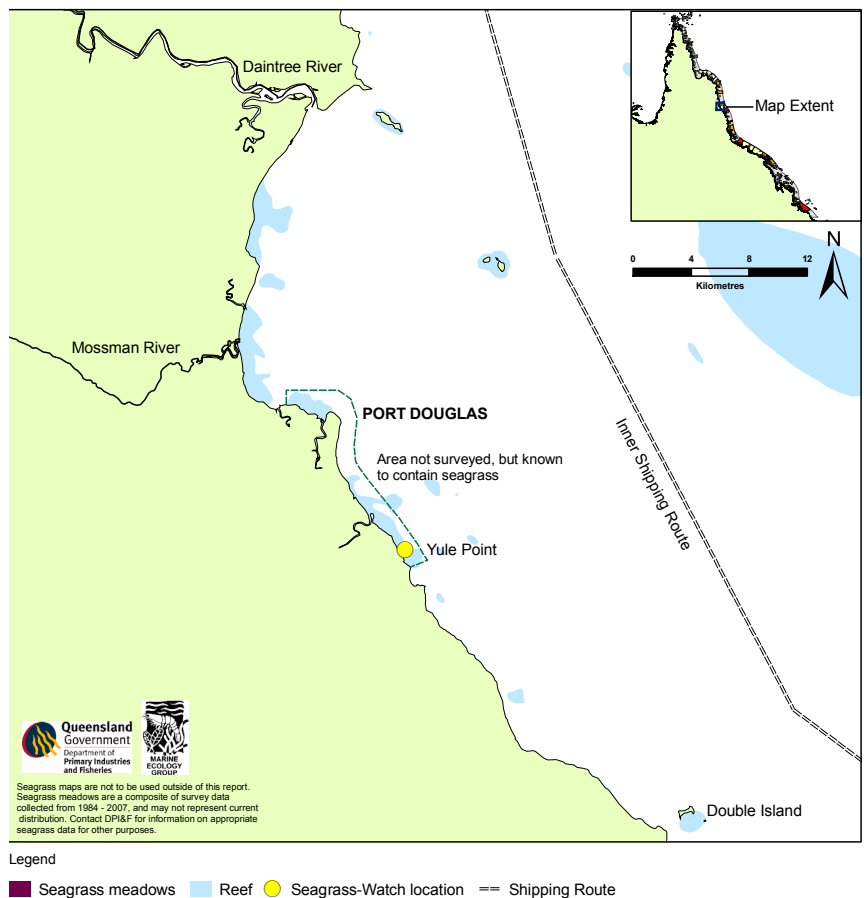 Daintree River
Map Extent
N
0 4 8 12
Kilometres
Mossman River
PORT DOUGLAS
Area not surveyed, but known
to contain seagrass
Inner Shipping Route
Yule Point
Queensland
Government
Department of
Primary Industries
and Fisheries
MARINE
ECOLOGY
GROUP
Seagrass maps are not to be used outside of this report.
Seagrass meadows are a composite of survey data
collected from 1984 - 2007, and may not represent current
distribution. Contact DPI&F for information on appropriate
seagrass data for other purposes.
Double Island
Legend
Seagrass meadows Reef Seagrass-Watch location Shipping Route